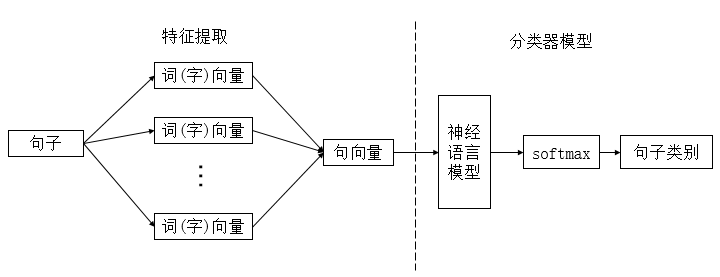 特征提取
分类器模型
句子
词(字)向量
词(字)向量
⋮
词(字)向量
句向量
神经
语言
模型
softmax
句子类别